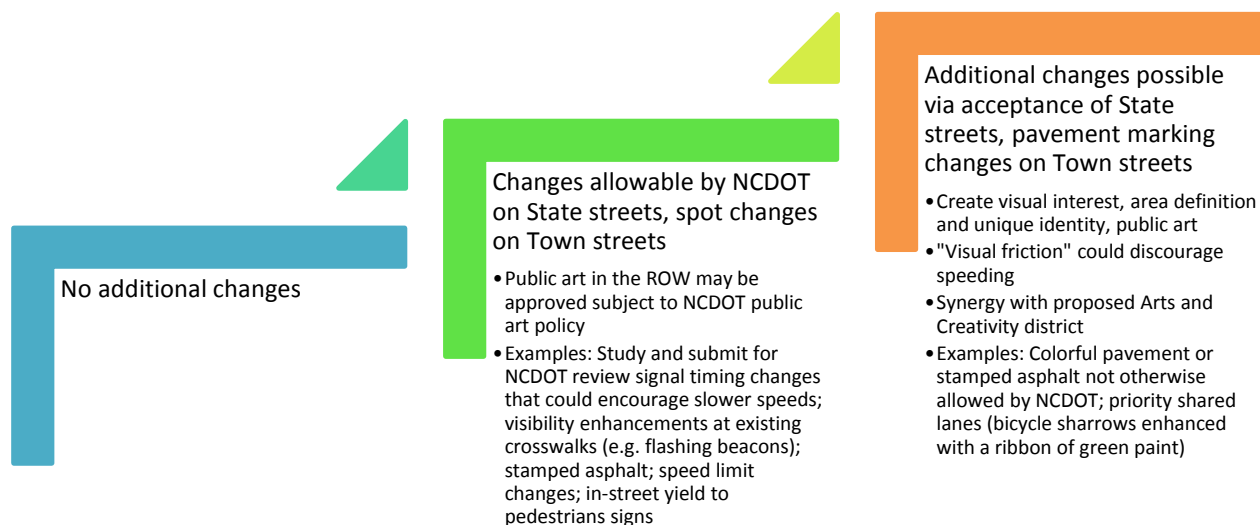 No additional changes
Changes allowable by NCDOT
on State streets, spot changes
on Town streets
•Public art in the ROW may be
approved subject to NCDOT public
art policy
•Examples: Study and submit for
NCDOT review signal timing changes
that could encourage slower speeds;
visibility enhancements at existing
crosswalks (e.g. flashing beacons);
stamped asphalt; speed limit
changes; in-street yield to
pedestrians signs
Additional changes possible
via acceptance of State
streets, pavement marking
changes on Town streets
•Create visual interest, area definition
and unique identity, public art
•"Visual friction" could discourage
speeding
•Synergy with proposed Arts and
Creativity district
•Examples: Colorful pavement or
stamped asphalt not otherwise
allowed by NCDOT; priority shared
lanes (bicycle sharrows enhanced
with a ribbon of green paint)